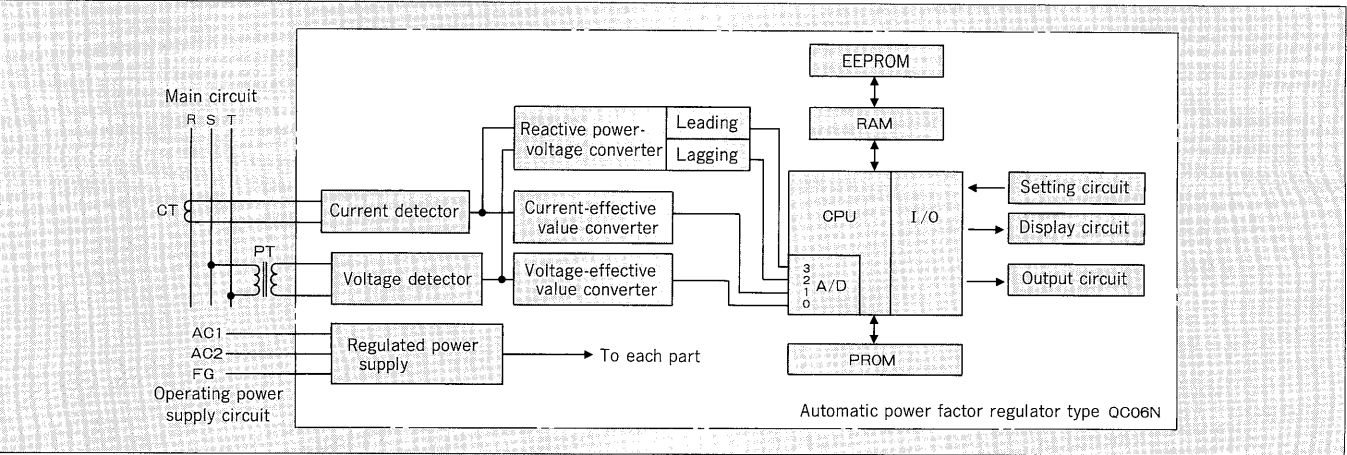 EEPROM
Main circuit
R S T
Reactive power-
voltage converter
Leading
Lagging
RAM
CT
Current detector
Current-effective
value converter
CPU
I/O
Setting circuit
Display circuit
Output circuit
PT
Voltage detector
Voltage-effective
value converter
3
2
1
0
A/D
AC1
AC2
FG
Regulated power
supply
To each part
PROM
Operating power
supply circuit
Automatic power factor regulator type QC06N